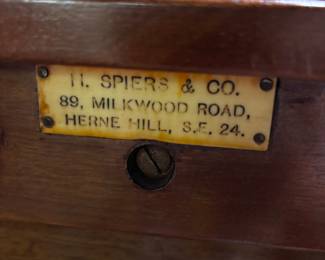 H. SPIERS & CO.
89, MILKWOOD ROAD,
HERNE HILL, S.E. 24.